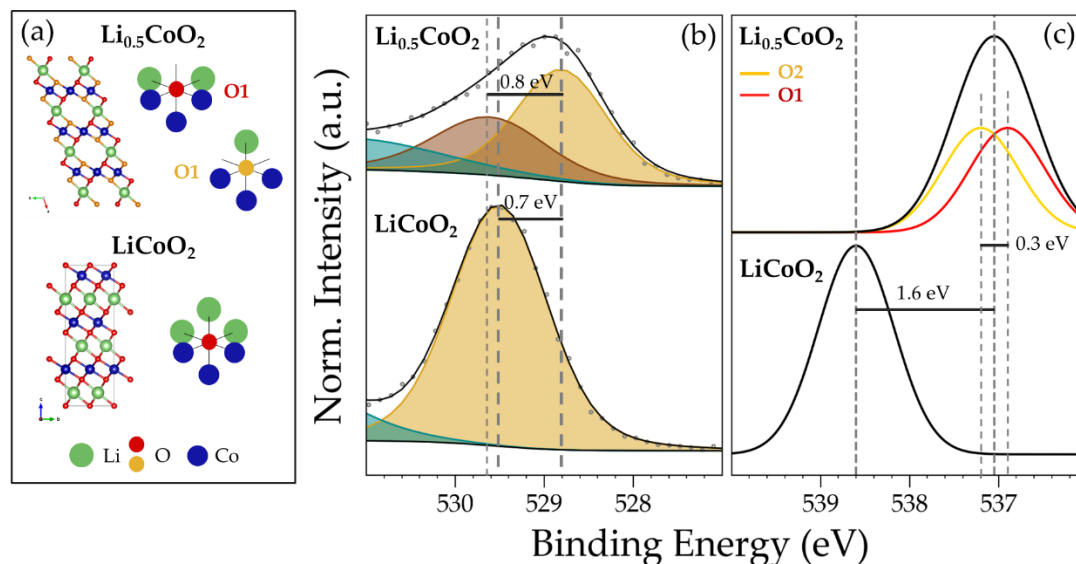 (a)
Li₀.₅CoO₂
O1
O1
LiCoO₂
c
b
Li
O
Co
Norm. Intensity (a.u.)
(b)
Li₀.₅CoO₂
0.8 eV
LiCoO₂
0.7 eV
530
529
528
(c)
Li₀.₅CoO₂
O2
O1
0.3 eV
LiCoO₂
1.6 eV
539
538
537
Binding Energy (eV)